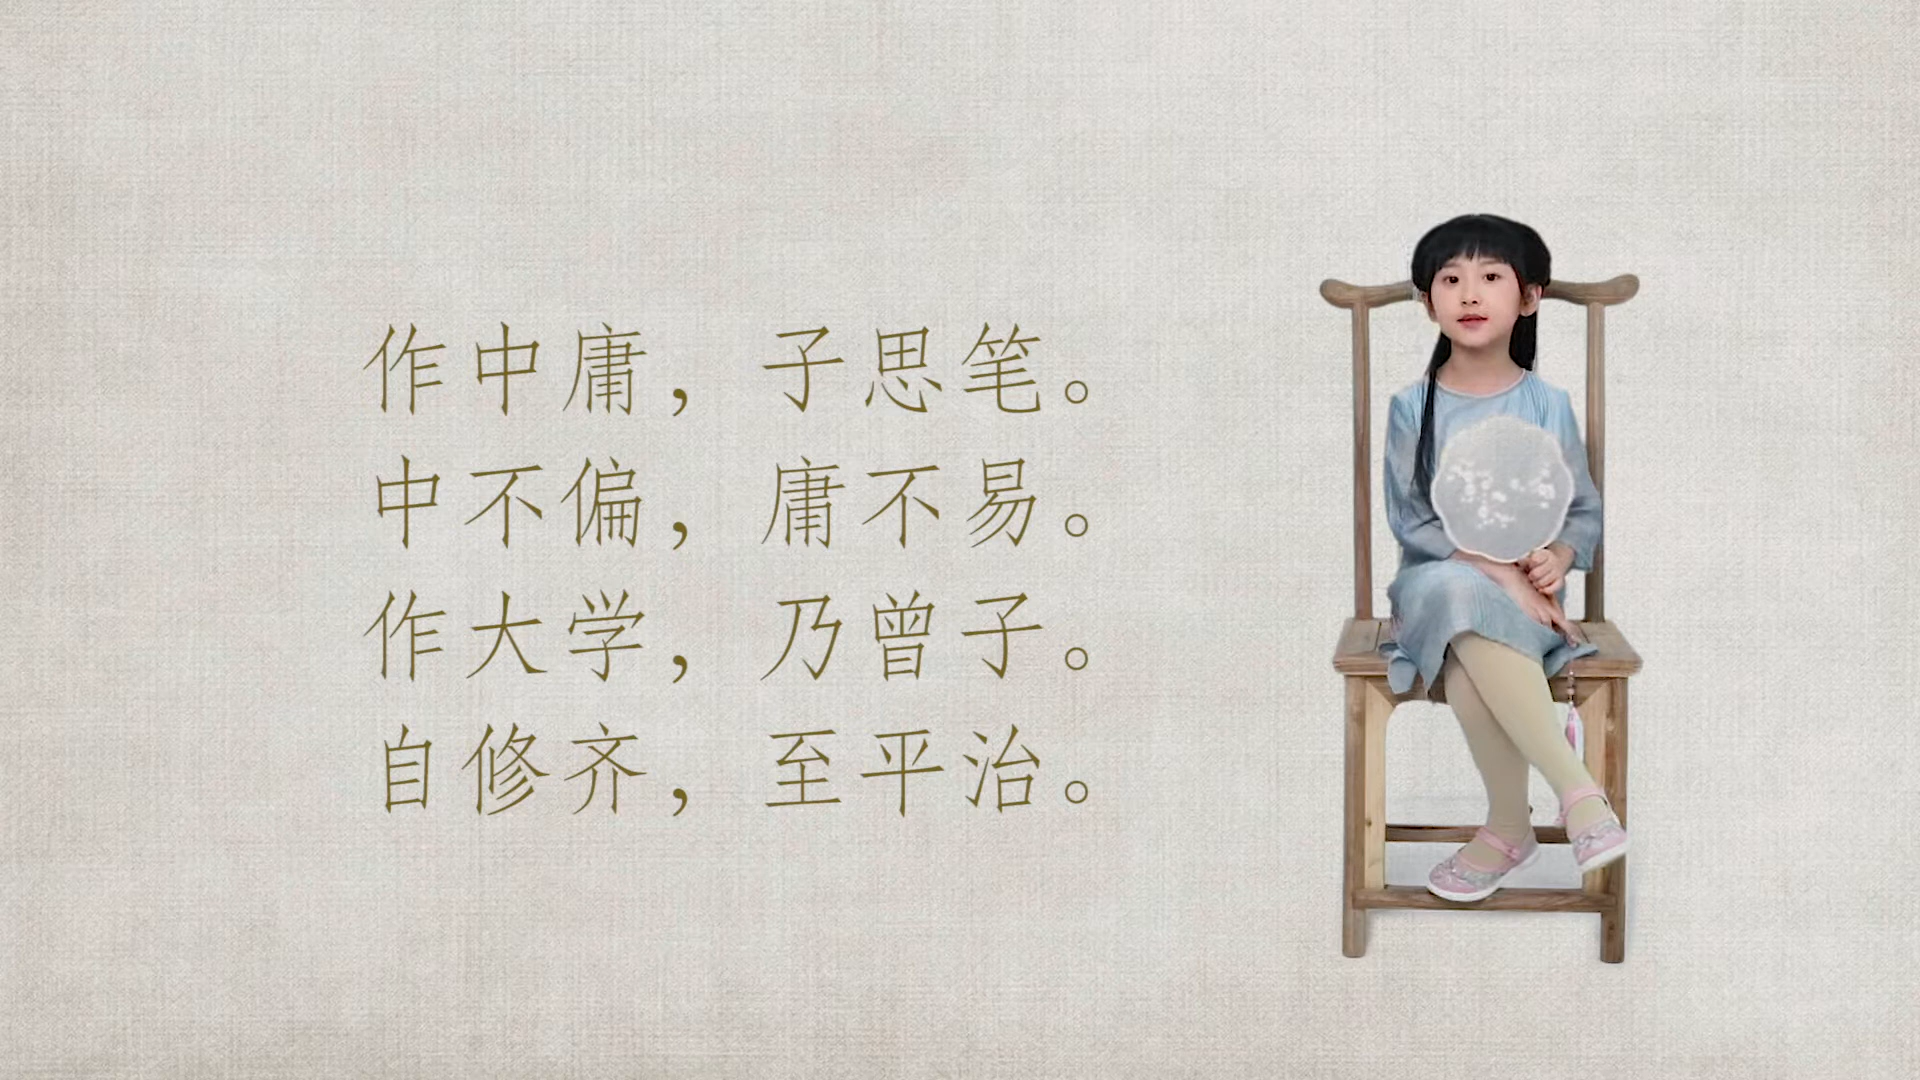 作中庸，子思笔。
中不偏，庸不易。
作大学，乃曾子。
自修齐，至平治。